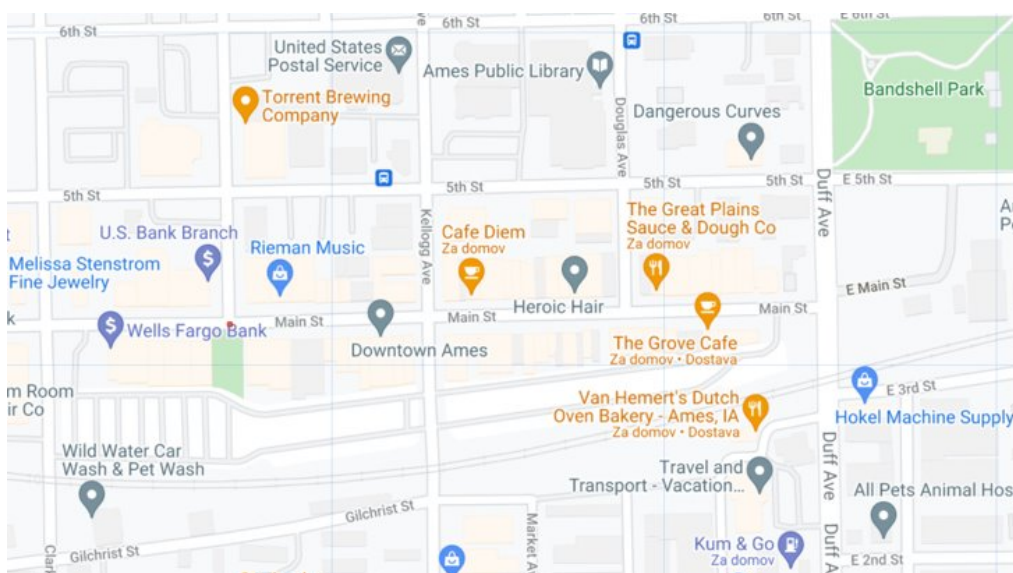 6th St
6th St
6th St
E 6th St
United States
Postal Service
Ames Public Library
Bandshell Park
Torrent Brewing
Company
Douglas Ave
Dangerous Curves
5th St
5th St
5th St
5th St
E 5th St
Duff Ave
Kellogg Ave
The Great Plains
Sauce & Dough Co
Za domov
U.S. Bank Branch
Rieman Music
Cafe Diem
Za domov
Melissa Stenstrom
Fine Jewelry
Heroic Hair
E Main St
Main St
Main St
Main St
Wells Fargo Bank
Downtown Ames
The Grove Cafe
Za domov • Dostava
E 3rd St
Van Hemert's Dutch
Oven Bakery - Ames, IA
Za domov • Dostava
Hokel Machine Supply
Wild Water Car
Wash & Pet Wash
Duff Ave
Travel and
Transport - Vacation...
All Pets Animal Hos
Gilchrist St
Gilchrist St
Kum & Go
Za domov
E 2nd St